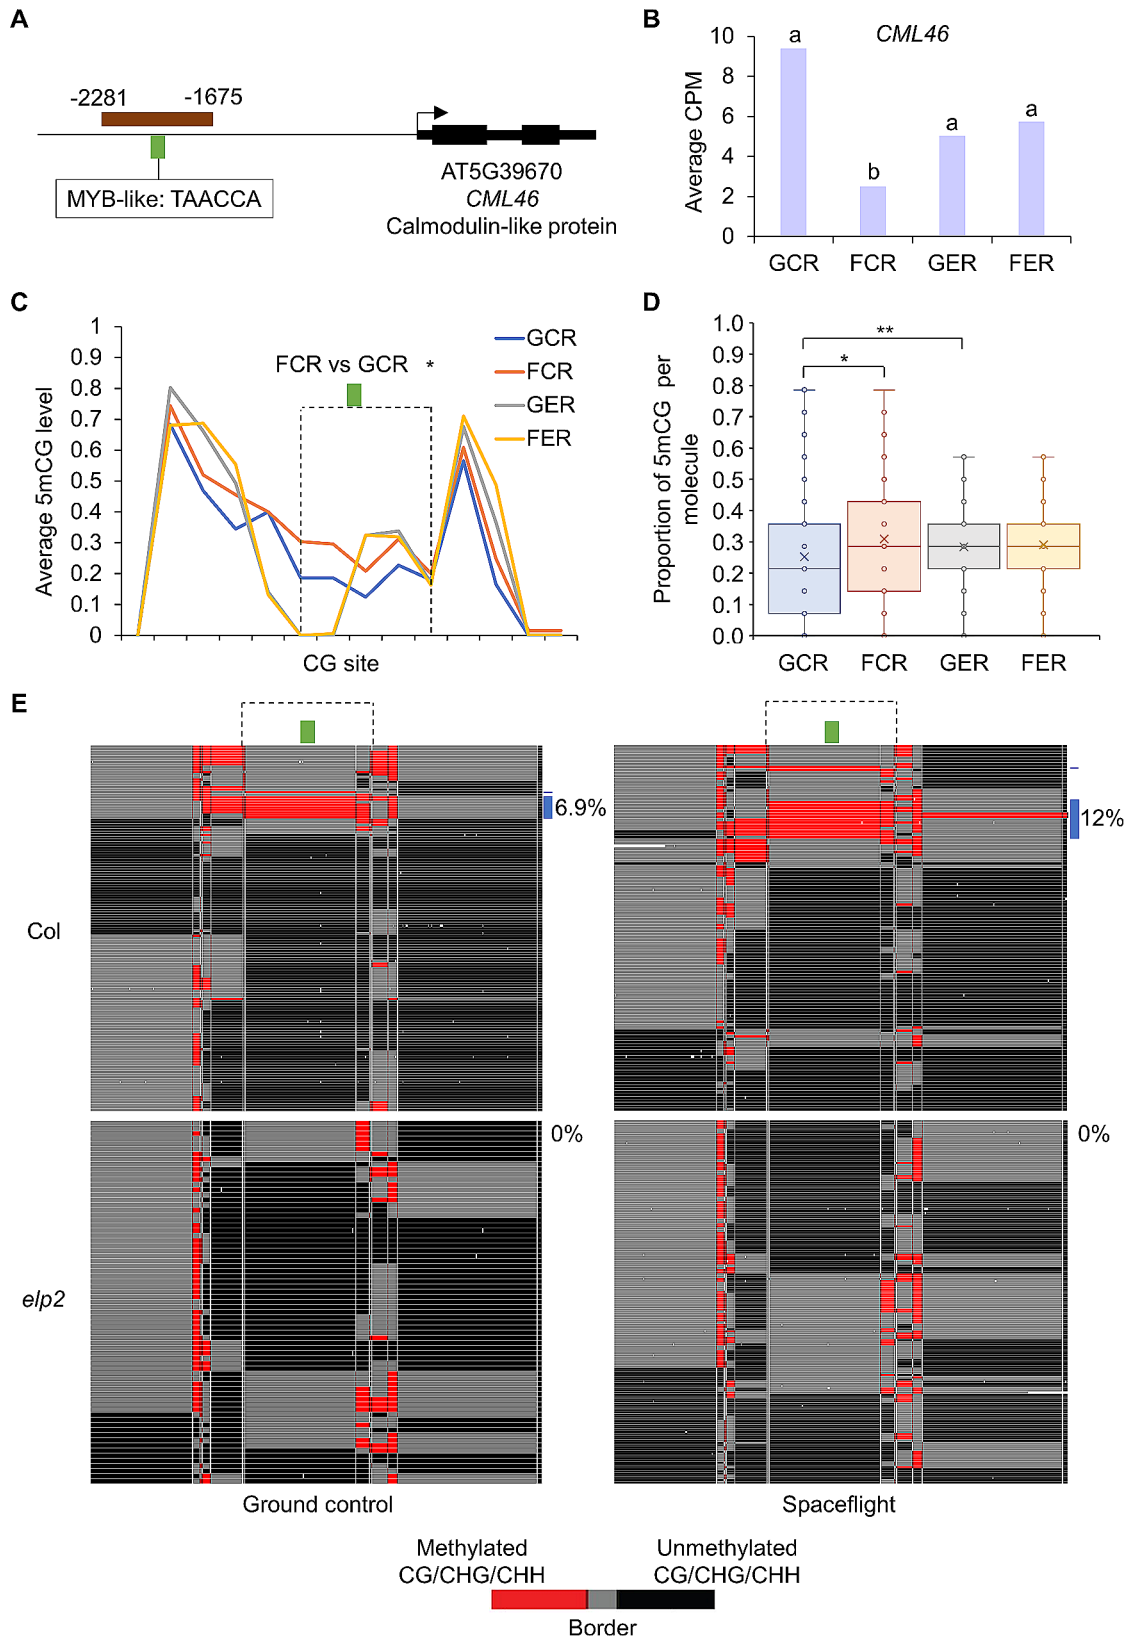 A
-2281
-1675
MYB-like: TAACCA
AT5G39670
CML46
Calmodulin-like protein
B
CML46
Average CPM
10
8
6
4
2
0
a
b
a
a
GCR
FCR
GER
FER
C
Average 5mCG level
1
0.9
0.8
0.7
0.6
0.5
0.4
0.3
0.2
0.1
0
FCR vs GCR *
GCR
FCR
GER
FER
CG site
D
Proportion of 5mCG per
molecule
1.0
0.9
0.8
0.7
0.6
0.5
0.4
0.3
0.2
0.1
0.0
**
*
GCR
FCR
GER
FER
E
Col
6.9%
12%
elp2
0%
0%
Ground control
Spaceflight
Methylated
CG/CHG/CHH
Unmethylated
CG/CHG/CHH
Border